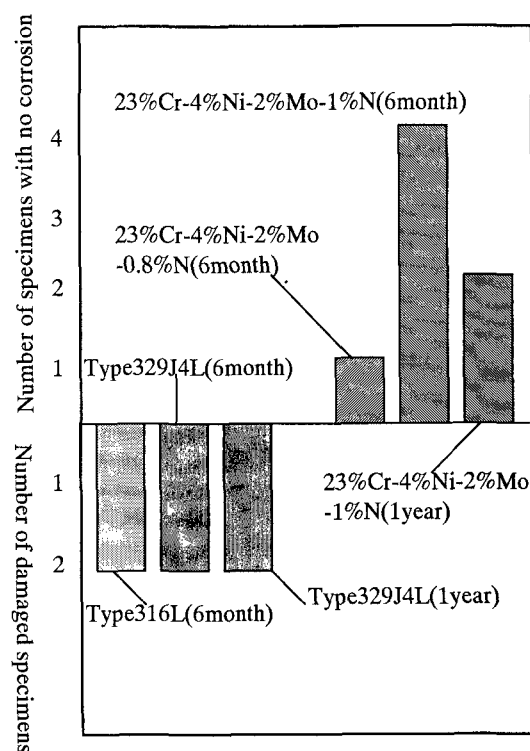 Number of specimens with no corrosion
4
3
2
1
23%Cr-4%Ni-2%Mo-1%N(6month)
23%Cr-4%Ni-2%Mo
-0.8%N(6month)
Type329J4L(6month)
Number of damaged specimens
1
2
23%Cr-4%Ni-2%Mo
-1%N(1year)
Type329J4L(1year)
Type316L(6month)